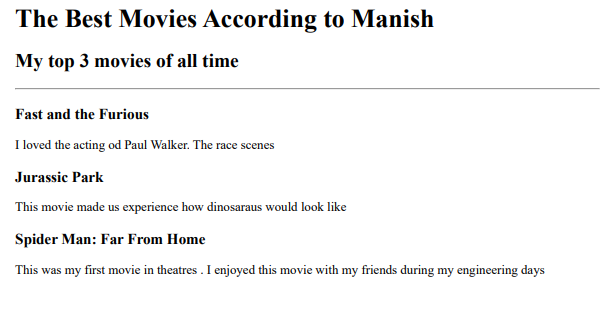 The Best Movies According to Manish
My top 3 movies of all time
Fast and the Furious
I loved the acting od Paul Walker. The race scenes
Jurassic Park
This movie made us experience how dinosaraus would look like
Spider Man: Far From Home
This was my first movie in theatres . I enjoyed this movie with my friends during my engineering days